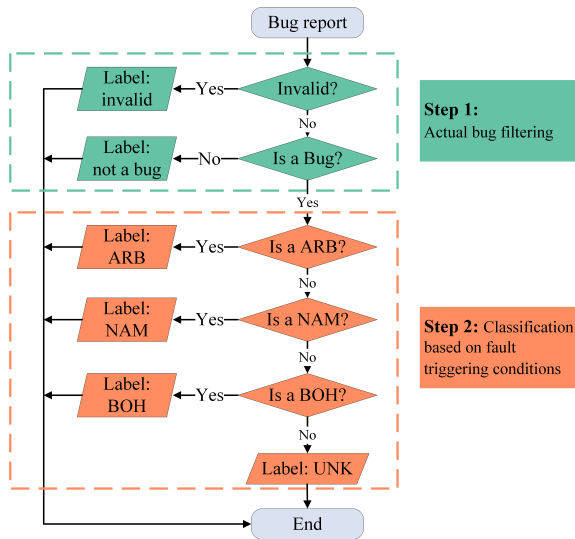 Bug report
Label:
invalid
Yes
Invalid?
Step 1:
Actual bug filtering
No
Label:
not a bug
No
Is a Bug?
Yes
Label:
ARB
Yes
Is a ARB?
No
Label:
NAM
Yes
Is a NAM?
Step 2: Classification
based on fault
triggering conditions
No
Label:
BOH
Yes
Is a BOH?
No
Label: UNK
End